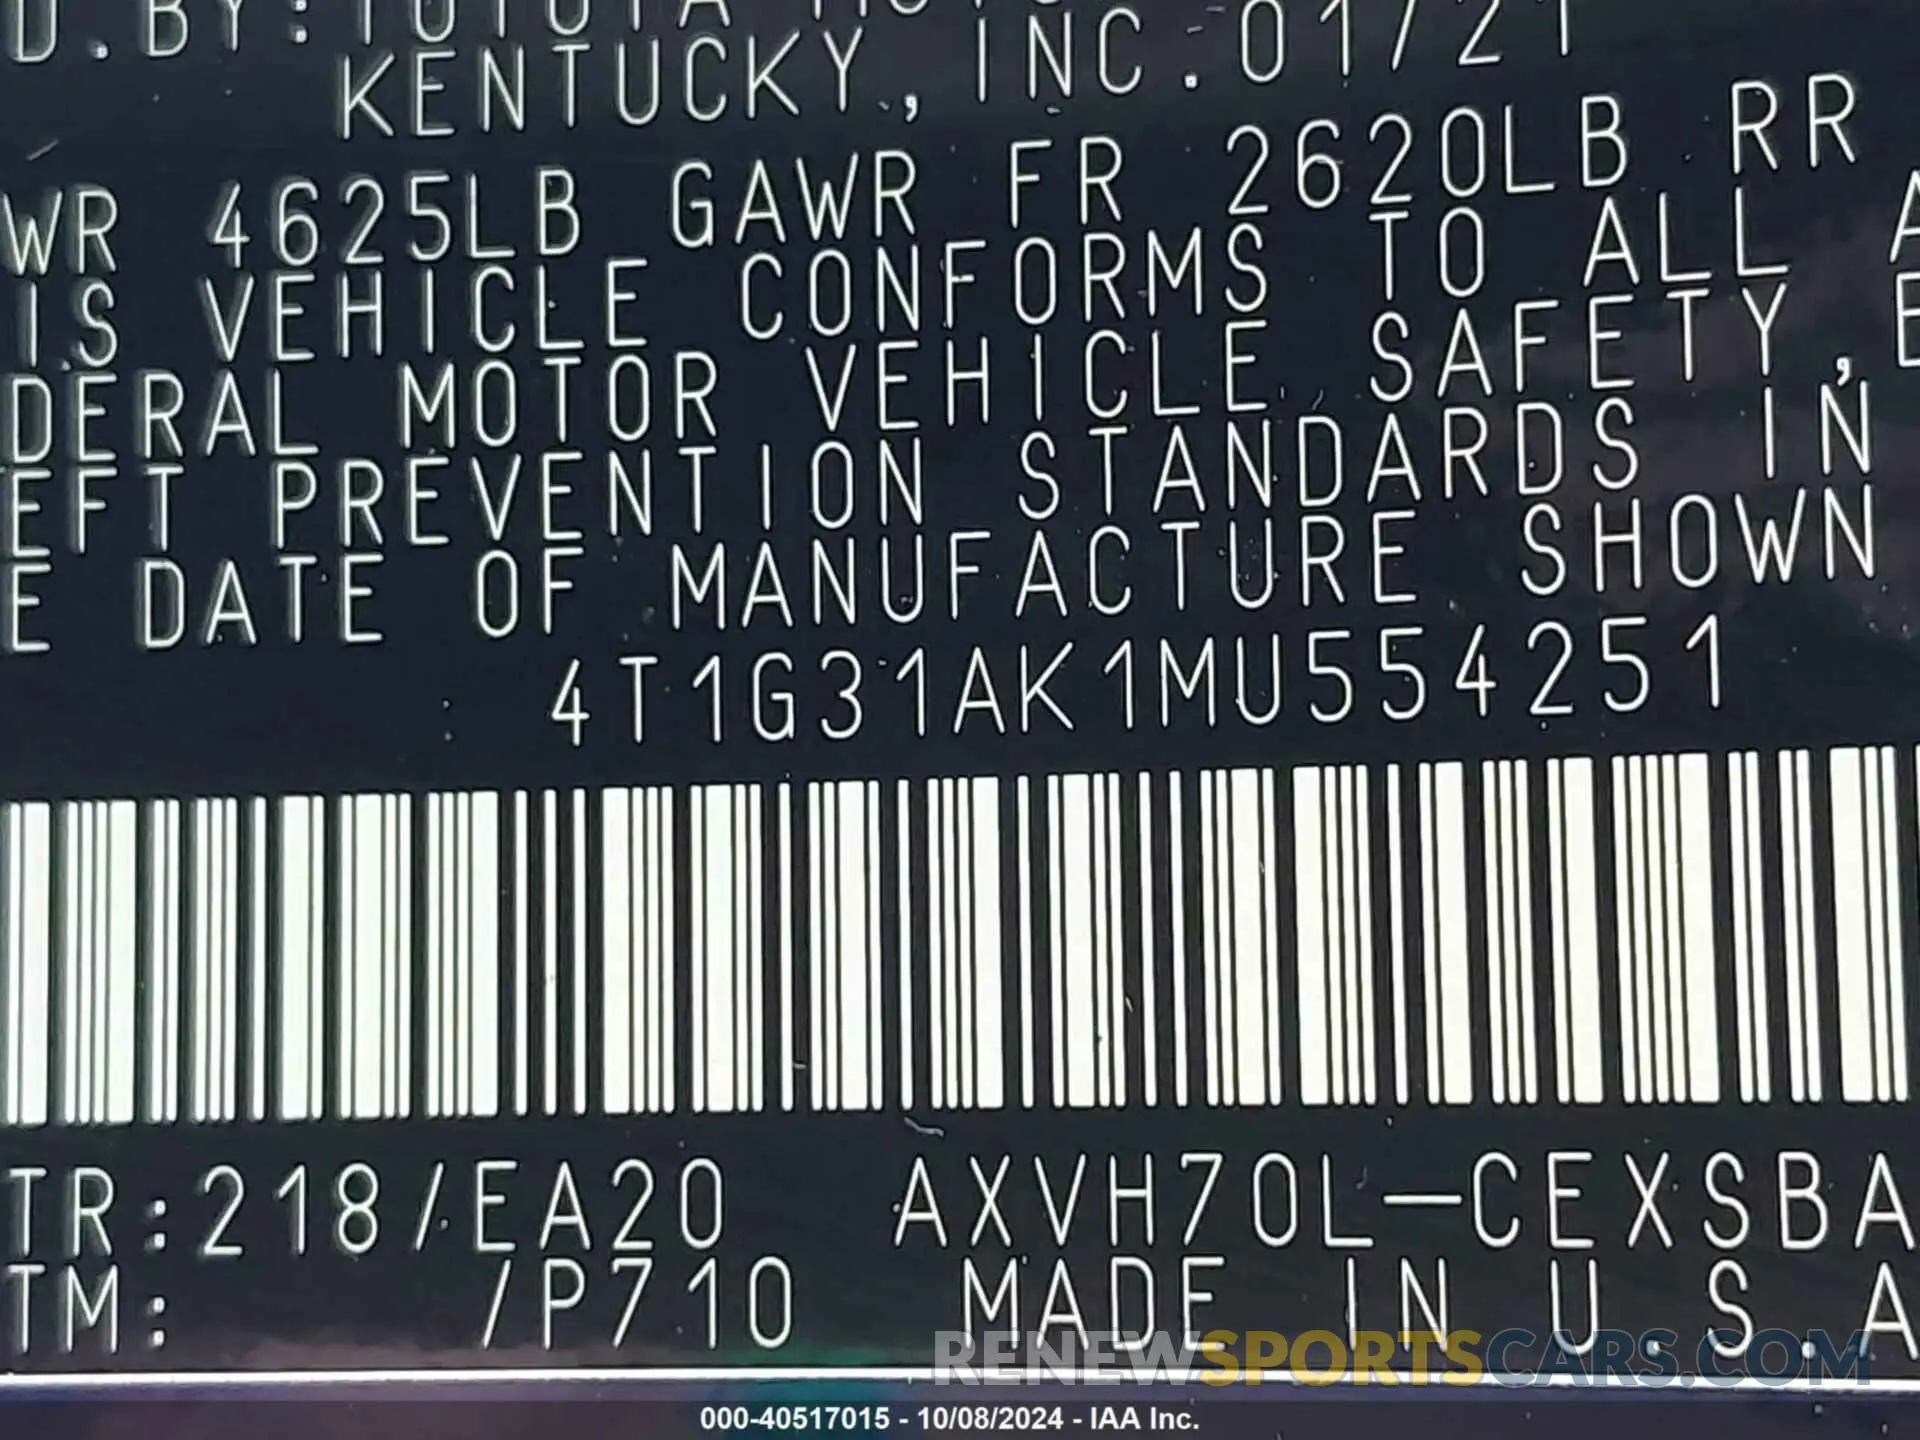 D.BY:TOYOTA MOTOR
KENTUCKY, INC. 01/21
WR 4625LB GAWR FR 2620LB RR
IS VEHICLE CONFORMS TO ALL A
DERAL MOTOR VEHICLE SAFETY, B
EFT PREVENTION STANDARDS IN
E DATE OF MANUFACTURE SHOWN
4T1G31AK1MU554251
TR:218/EA20 AXVH70L-CEXSBA
TM: /P710 MADE IN U.S.A
RENEWSPORTSCARS.COM
000-40517015 - 10/08/2024 - IAA Inc.